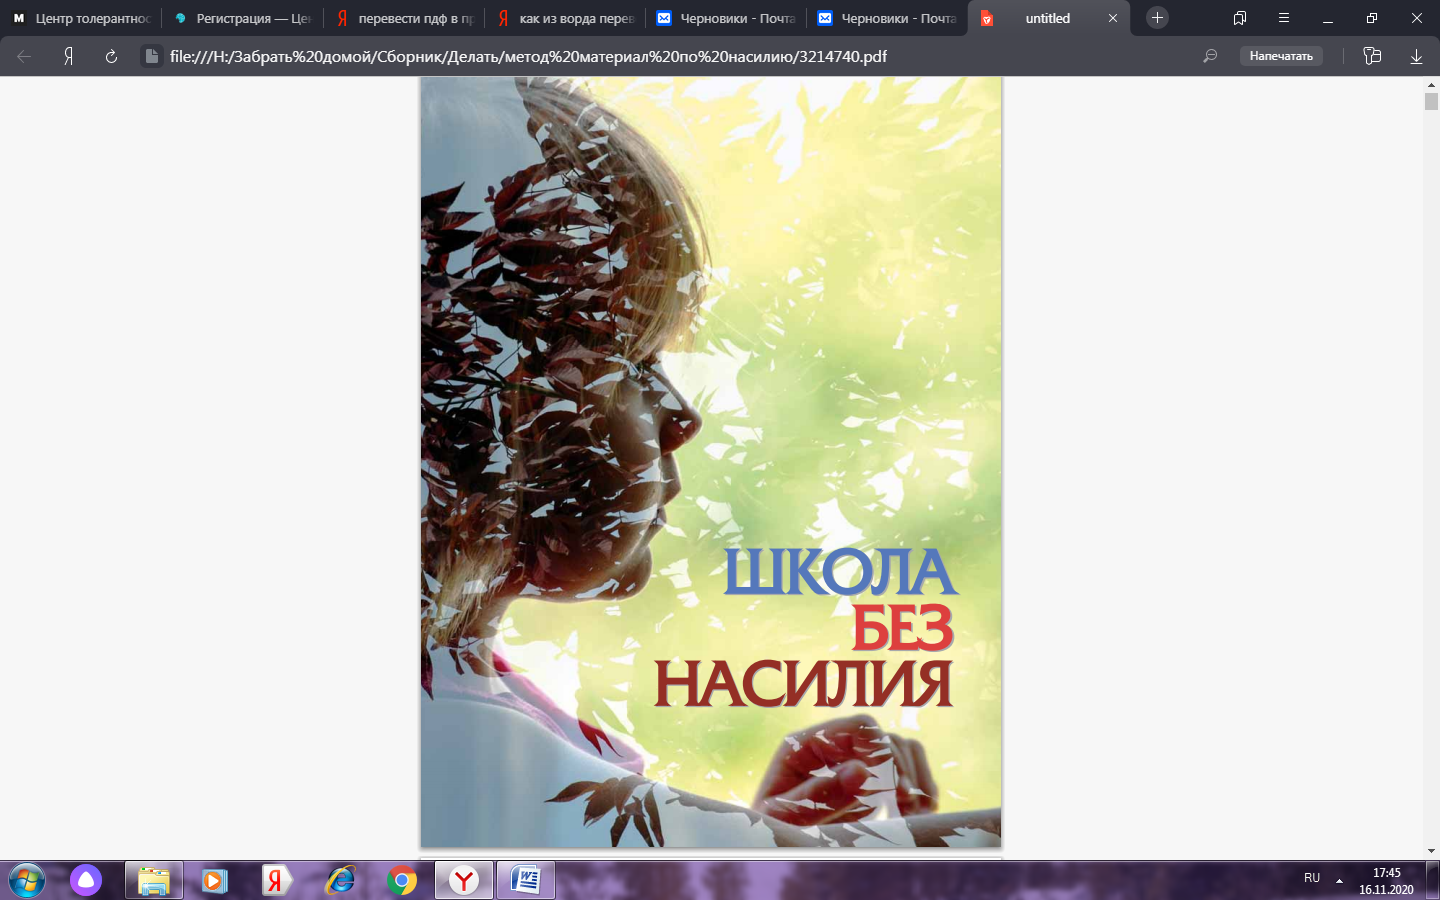 Центр толерантнос
Регистрация — Цен
перевести пдф в пр
как из ворда перев
Черновики - Почта
Черновики - Почта
untitled
file:///H:/Забрать%20домой/Сборник/Делать/метод%20материал%20по%20насилию/3214740.pdf
Напечатать
ШКОЛА
БЕЗ
НАСИЛИЯ
RU
17:45
16.11.2020